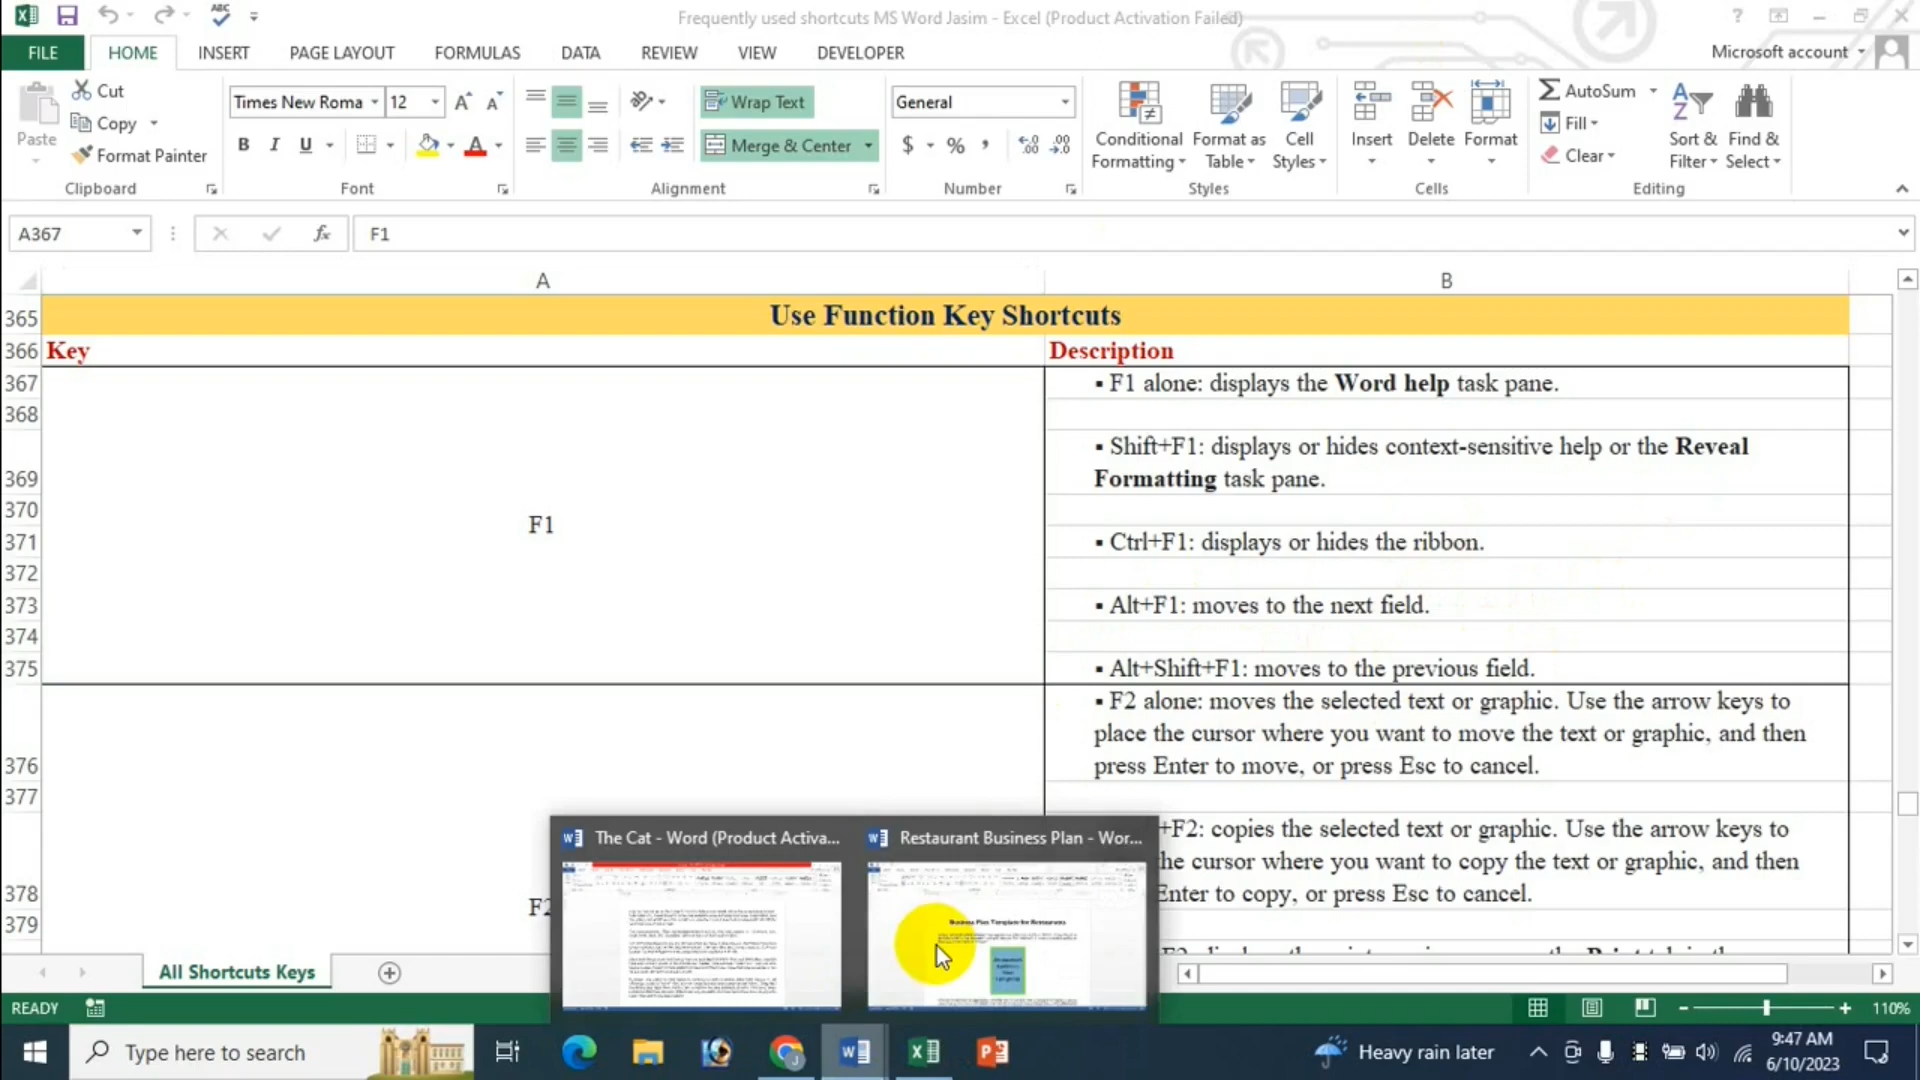 Frequently used shortcuts MS Word Jasim - Excel (Product Activation Failed)
FILE HOME INSERT PAGE LAYOUT FORMULAS DATA REVIEW VIEW DEVELOPER Microsoft account
Paste Cut Copy Format Painter Clipboard
Times New Roma 12 B I U A Font
Wrap Text Merge & Center Alignment
General $ % , Number
Conditional Formatting Format as Table Cell Styles Styles
Insert Delete Format Cells
AutoSum Fill Clear Sort & Filter Find & Select Editing
A367 fx F1
A B
365 Use Function Key Shortcuts
366 Key Description
367 ▪ F1 alone: displays the Word help task pane.
368
▪ Shift+F1: displays or hides context-sensitive help or the Reveal
369 Formatting task pane.
370
F1
371 ▪ Ctrl+F1: displays or hides the ribbon.
372
373 ▪ Alt+F1: moves to the next field.
374
375 ▪ Alt+Shift+F1: moves to the previous field.
▪ F2 alone: moves the selected text or graphic. Use the arrow keys to
place the cursor where you want to move the text or graphic, and then
376 press Enter to move, or press Esc to cancel.
377
The Cat - Word (Product Activa... Restaurant Business Plan - Wor...
+F2: copies the selected text or graphic. Use the arrow keys to
he cursor where you want to copy the text or graphic, and then
378 Enter to copy, or press Esc to cancel.
F2
379
Business Plan Template for Restaurants
All Shortcuts Keys
READY 110%
Type here to search Heavy rain later 9:47 AM
6/10/2023